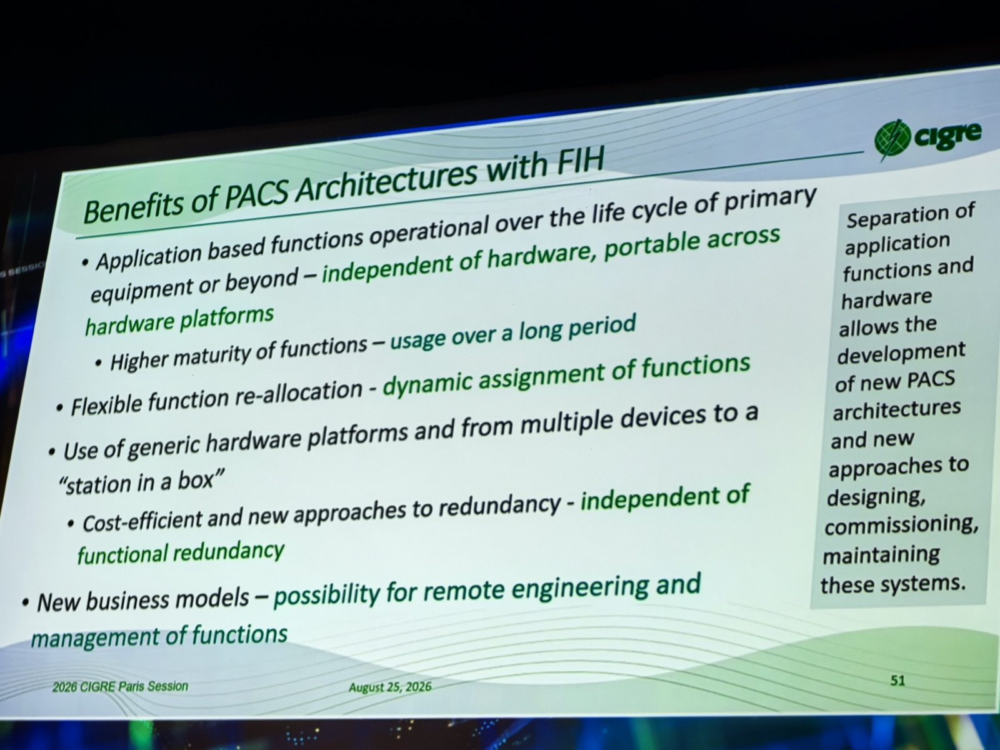 cigre
Benefits of PACS Architectures with FIH
• Application based functions operational over the life cycle of primary
equipment or beyond – independent of hardware, portable across
hardware platforms
• Higher maturity of functions – usage over a long period
• Flexible function re-allocation - dynamic assignment of functions
• Use of generic hardware platforms and from multiple devices to a
“station in a box”
• Cost-efficient and new approaches to redundancy - independent of
functional redundancy
• New business models – possibility for remote engineering and
management of functions
Separation of
application
functions and
hardware
allows the
development
of new PACS
architectures
and new
approaches to
designing,
commissioning,
maintaining
these systems.
2026 CIGRE Paris Session
August 25, 2026
51